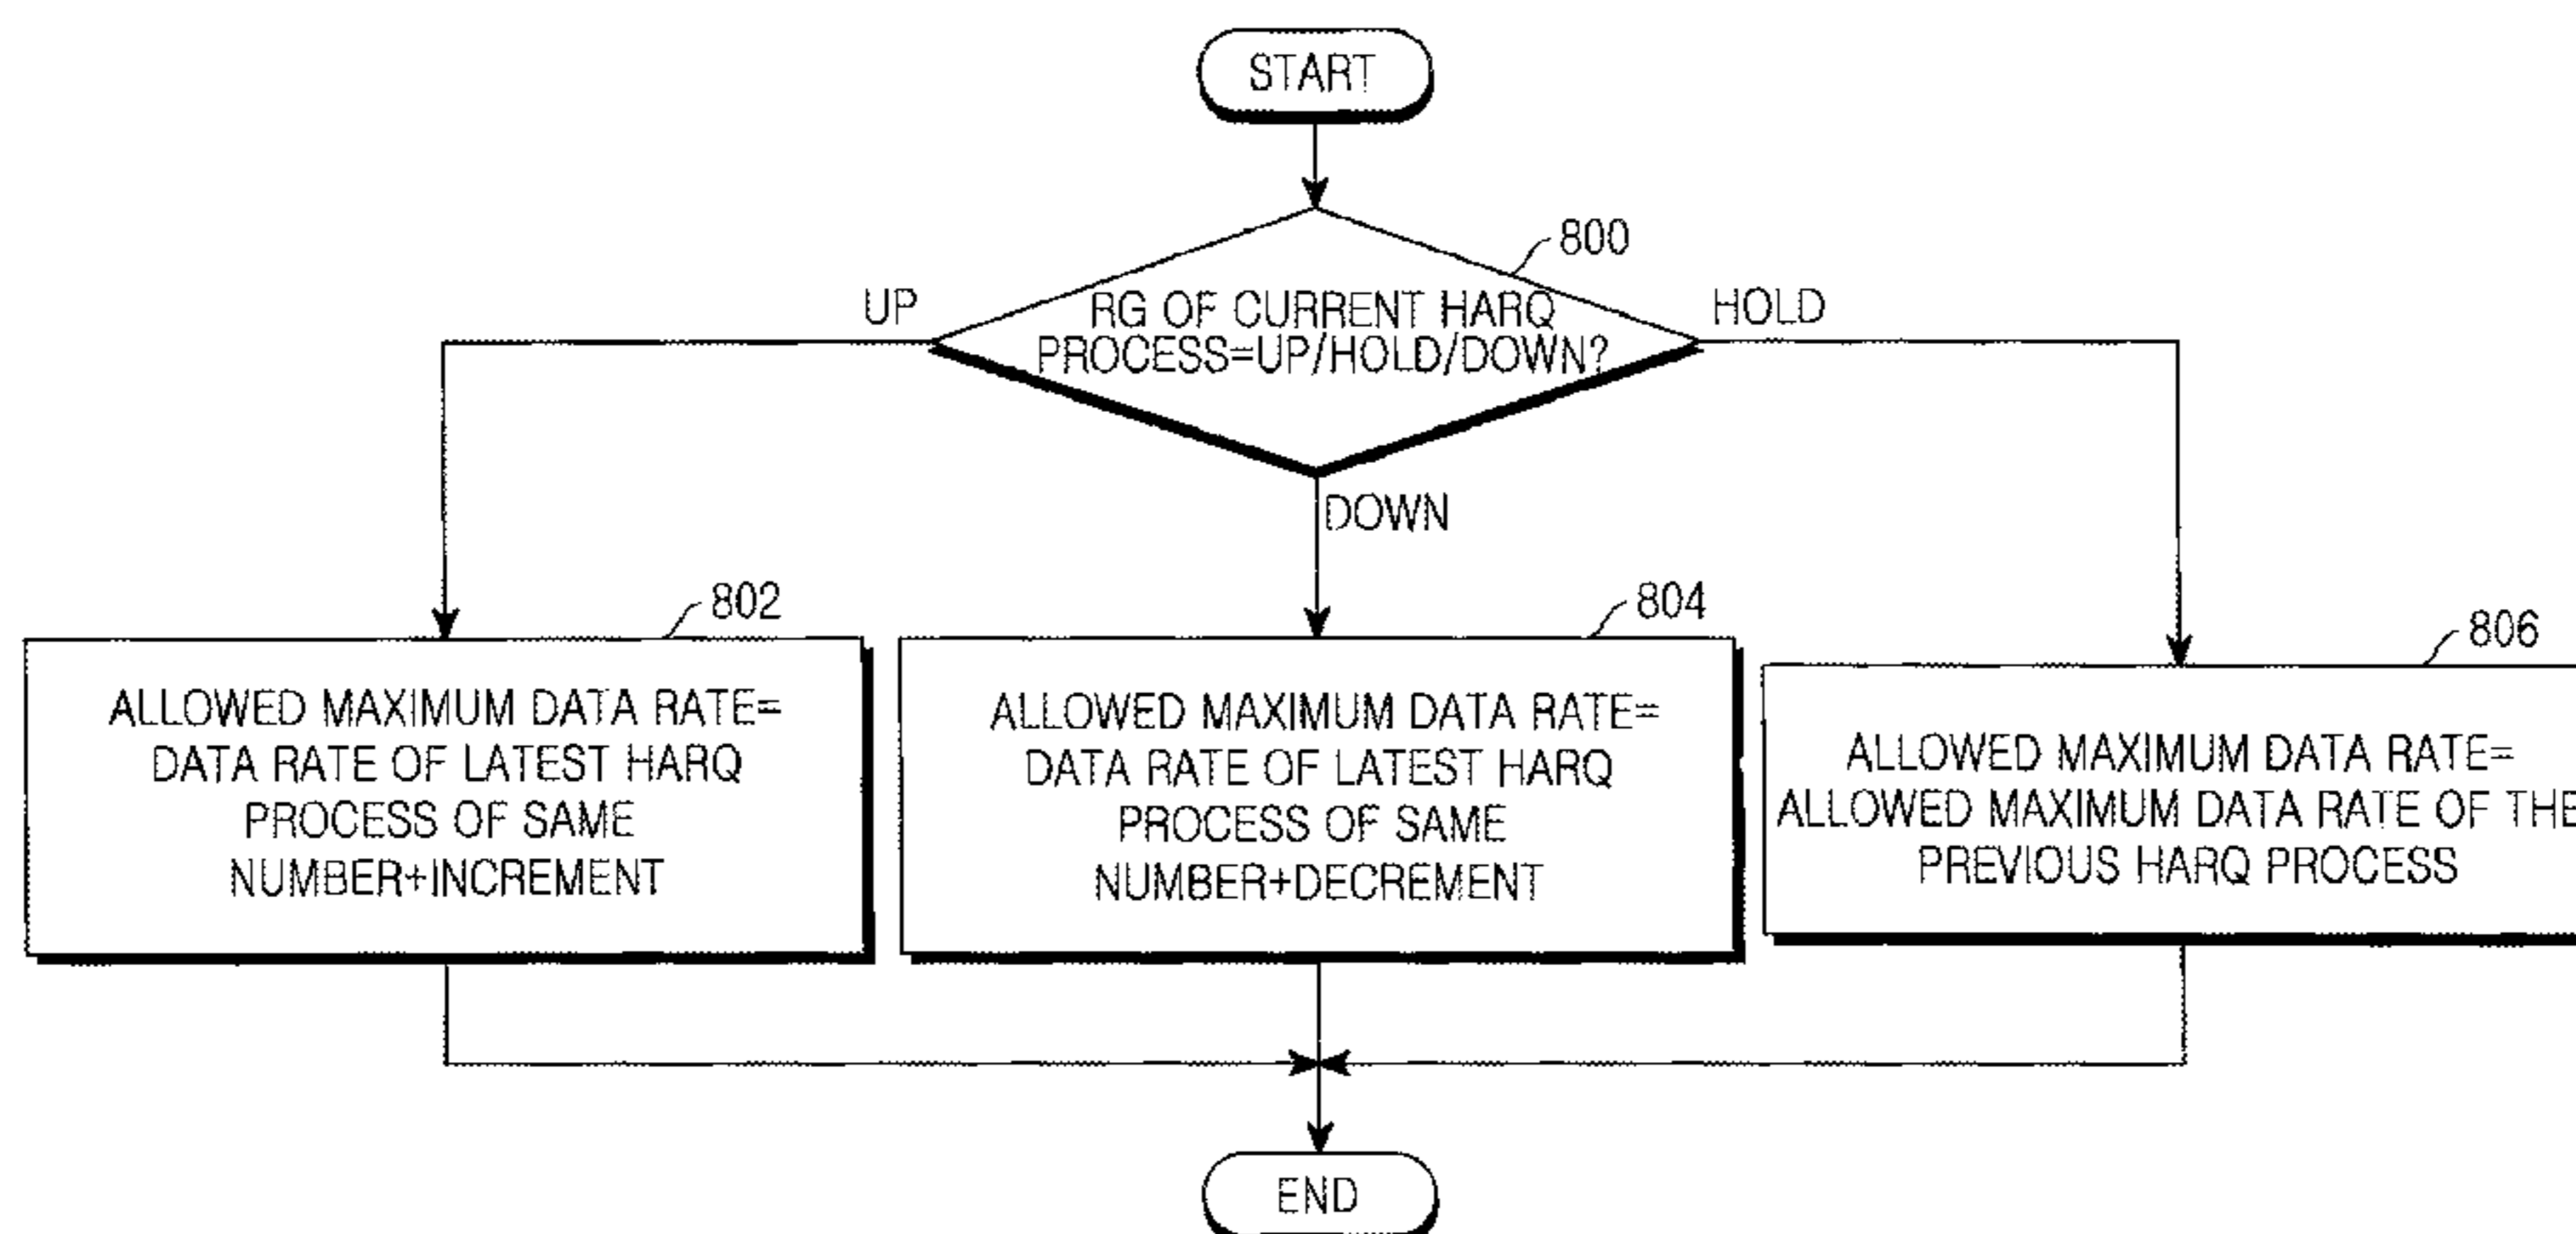 START
800
UP
RG OF CURRENT HARQ
PROCESS=UP/HOLD/DOWN?
HOLD
DOWN
802
ALLOWED MAXIMUM DATA RATE=
DATA RATE OF LATEST HARQ
PROCESS OF SAME
NUMBER+INCREMENT
804
ALLOWED MAXIMUM DATA RATE=
DATA RATE OF LATEST HARQ
PROCESS OF SAME
NUMBER+DECREMENT
806
ALLOWED MAXIMUM DATA RATE=
ALLOWED MAXIMUM DATA RATE OF THE
PREVIOUS HARQ PROCESS
END